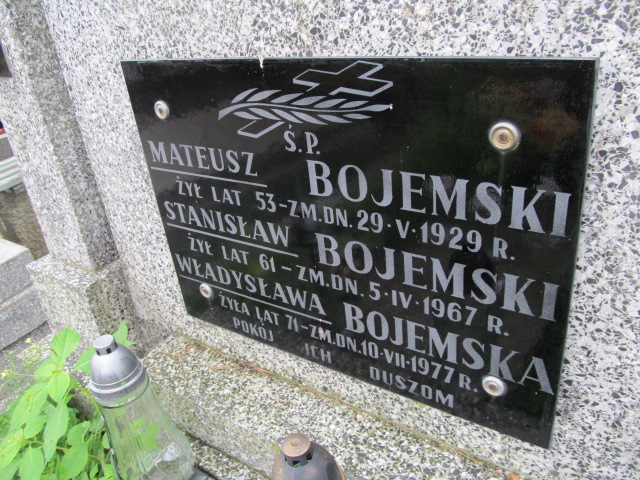 Ś.P.
MATEUSZ BOJEMSKI
ŻYŁ LAT 53 - ZM. DN. 29·V·1929 R.
STANISŁAW BOJEMSKI
ŻYŁ LAT 61 - ZM. DN. 5·IV·1967 R.
WŁADYSŁAWA BOJEMSKA
ŻYŁA LAT 71 - ZM. DN. 10·VII·1977 R.
POKÓJ ICH DUSZOM